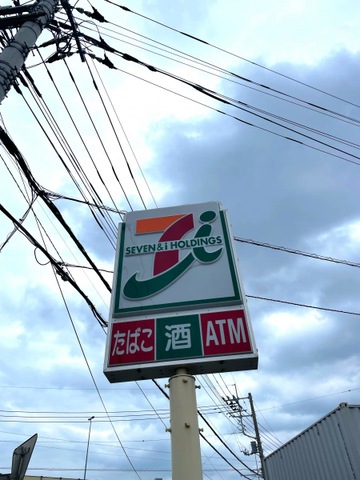 SEVEN & i HOLDINGS
たばこ 酒 ATM